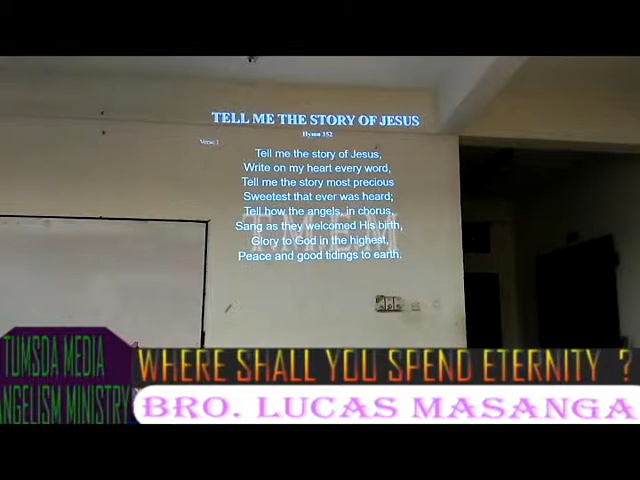 TELL ME THE STORY OF JESUS
Hymn 152
Verse 1
Tell me the story of Jesus,
Write on my heart every word,
Tell me the story most precious
Sweetest that ever was heard;
Tell how the angels, in chorus,
Sang as they welcomed His birth,
Glory to God in the highest,
Peace and good tidings to earth.
T.M.E.M
TUMSDA MEDIA
ANGELISM MINISTRY
WHERE SHALL YOU SPEND ETERNITY ?
BRO. LUCAS MASANGA